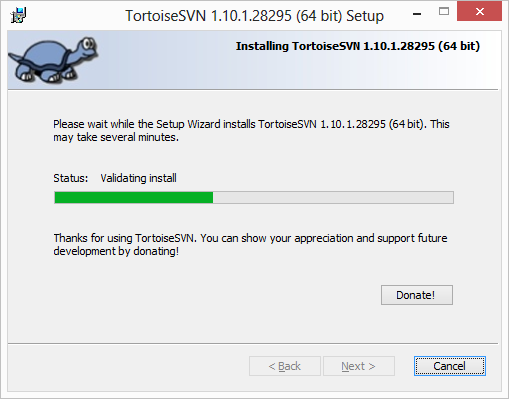 TortoiseSVN 1.10.1.28295 (64 bit) Setup
Installing TortoiseSVN 1.10.1.28295 (64 bit)
Please wait while the Setup Wizard installs TortoiseSVN 1.10.1.28295 (64 bit). This
may take several minutes.
Status: Validating install
Thanks for using TortoiseSVN. You can show your appreciation and support future
development by donating!
Donate!
< Back Next > Cancel